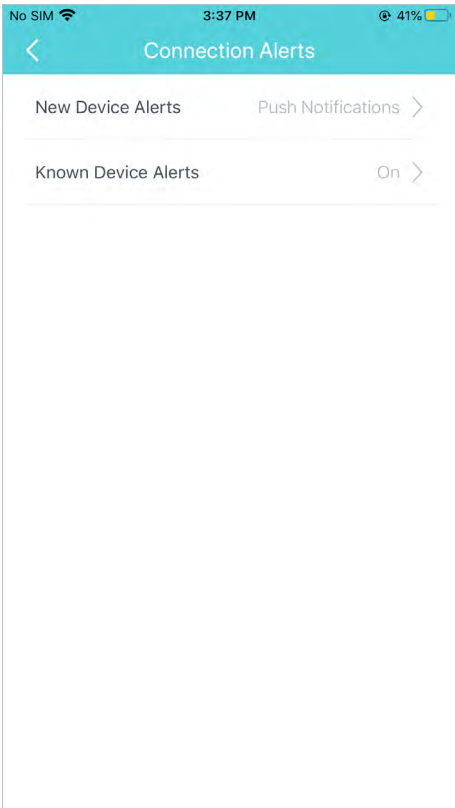 No SIM 3:37 PM 41%
Connection Alerts
New Device Alerts Push Notifications
Known Device Alerts On